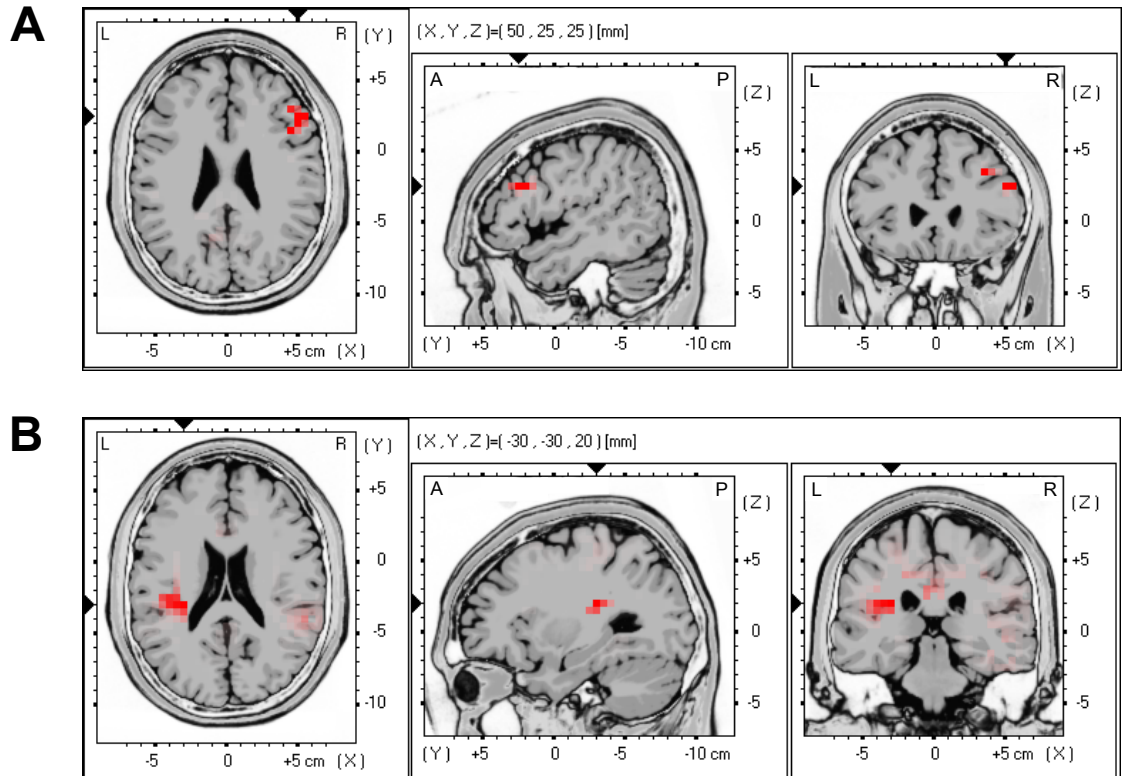 A
L R (Y)
+5
0
-5
-10
-5 0 +5 cm (X)
(X,Y,Z)=(50,25,25)[mm]
A P (Z)
+5
0
-5
(Y) +5 0 -5 -10 cm
L R (Z)
+5
0
-5
-5 0 +5 (X)
B
L R (Y)
+5
0
-5
-10
-5 0 +5 cm (X)
(X,Y,Z)=(-30,-30,20)[mm]
A P (Z)
+5
0
-5
(Y) +5 0 -5 -10 cm
L R (Z)
+5
0
-5
-5 0 +5 (X)